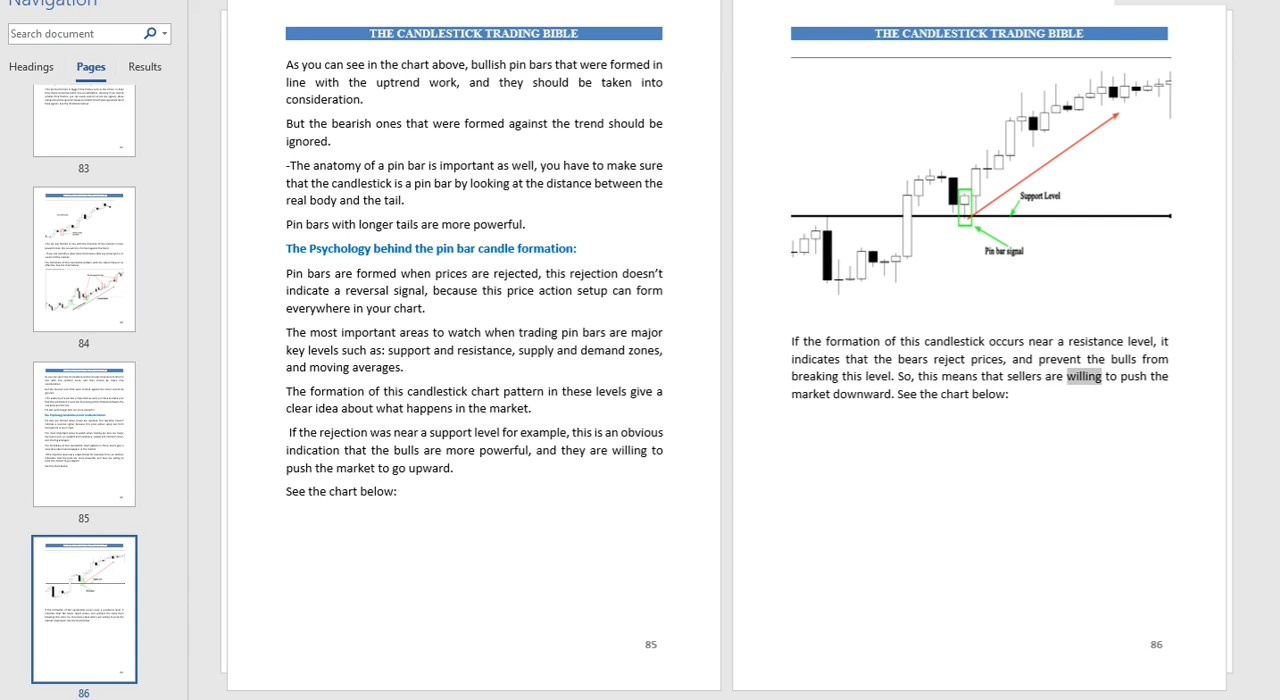 Navigation
Search document
Headings
Pages
Results
83
84
85
86
THE CANDLESTICK TRADING BIBLE
As you can see in the chart above, bullish pin bars that were formed in
line with the uptrend work, and they should be taken into
consideration.
But the bearish ones that were formed against the trend should be
ignored.
-The anatomy of a pin bar is important as well, you have to make sure
that the candlestick is a pin bar by looking at the distance between the
real body and the tail.
Pin bars with longer tails are more powerful.
The Psychology behind the pin bar candle formation:
Pin bars are formed when prices are rejected, this rejection doesn’t
indicate a reversal signal, because this price action setup can form
everywhere in your chart.
The most important areas to watch when trading pin bars are major
key levels such as: support and resistance, supply and demand zones,
and moving averages.
The formation of this candlestick chart pattern in these levels give a
clear idea about what happens in the market.
If the rejection was near a support level for example, this is an obvious
indication that the bulls are more powerful, and they are willing to
push the market to go upward.
See the chart below:
85
THE CANDLESTICK TRADING BIBLE
Support Level
Pin bar signal
If the formation of this candlestick occurs near a resistance level, it
indicates that the bears reject prices, and prevent the bulls from
breaking this level. So, this means that sellers are willing to push the
market downward. See the chart below:
86